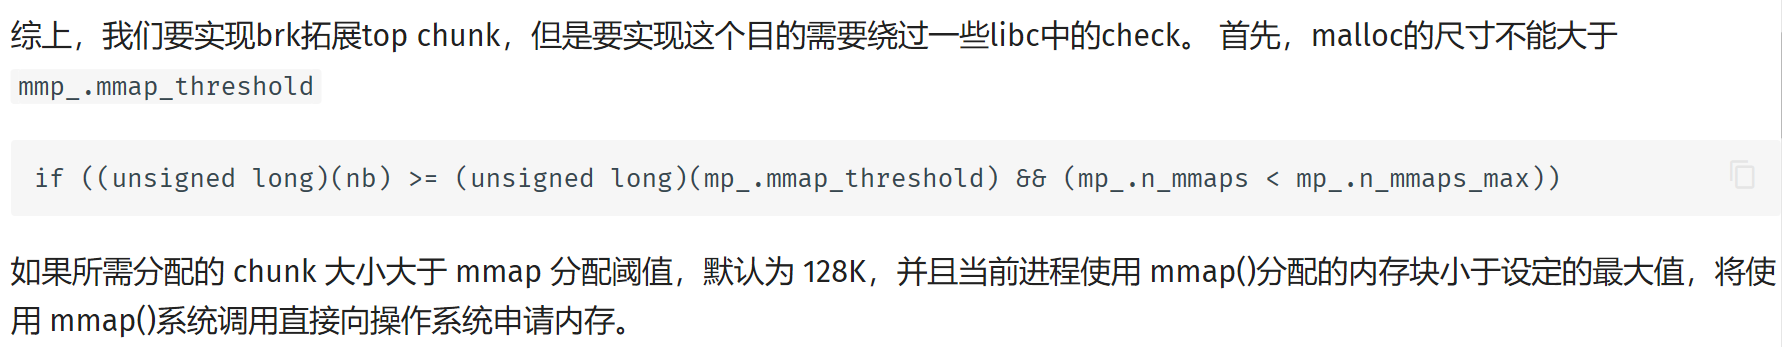 综上，我们要实现brk拓展top chunk，但是要实现这个目的需要绕过一些libc中的check。 首先，malloc的尺寸不能大于
mmp_.mmap_threshold
if ((unsigned long)(nb) >= (unsigned long)(mp_.mmap_threshold) && (mp_.n_mmaps < mp_.n_mmaps_max))
如果所需分配的 chunk 大小大于 mmap 分配阈值，默认为 128K，并且当前进程使用 mmap()分配的内存块小于设定的最大值，将使
用 mmap()系统调用直接向操作系统申请内存。